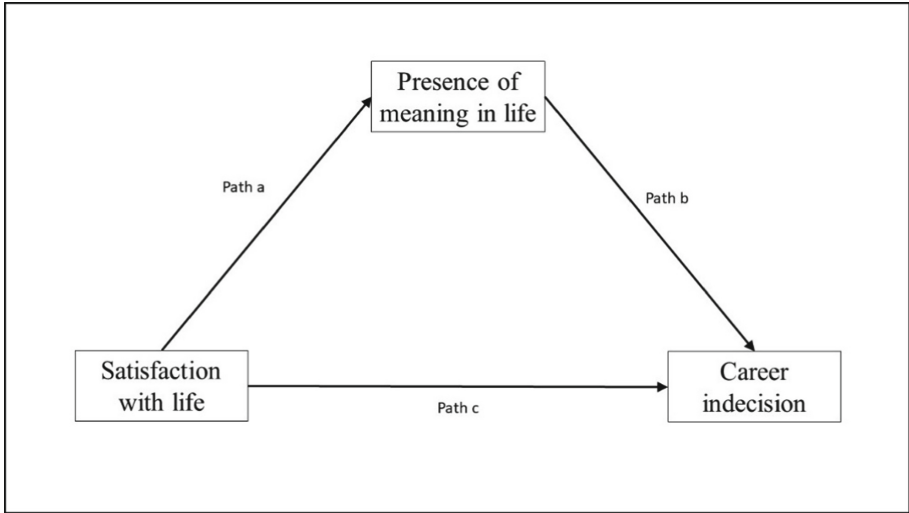 Presence of
meaning in life
Path a
Path b
Satisfaction
with life
Path c
Career
indecision